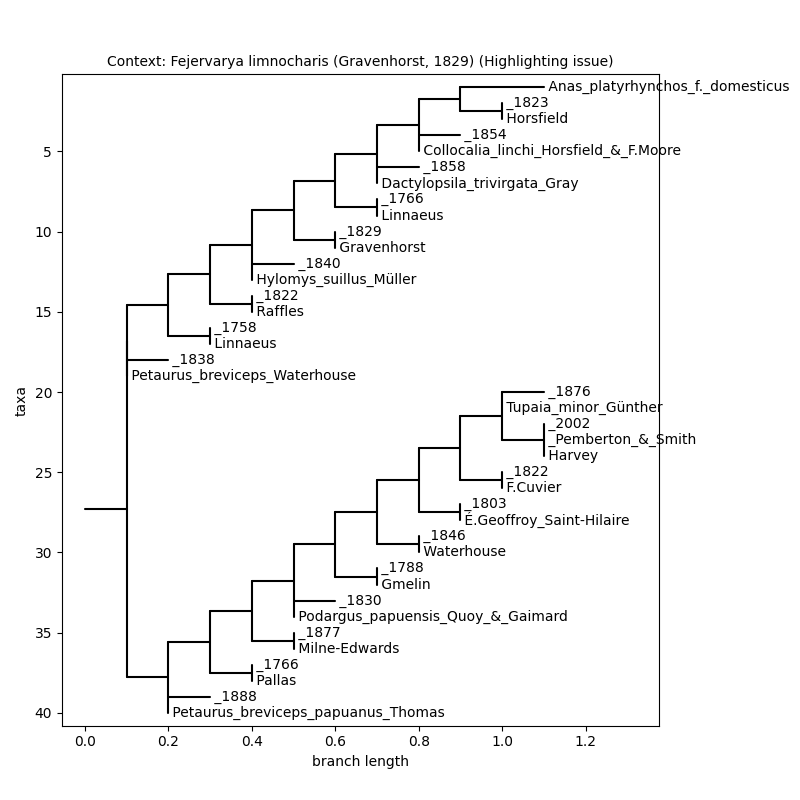 Context: Fejervarya limnocharis (Gravenhorst, 1829) (Highlighting issue)
Anas_platyrhynchos_f._domesticus
_1823
Horsfield
_1854
Collocalia_linchi_Horsfield_&_F.Moore
5
_1858
Dactylopsila_trivirgata_Gray
_1766
Linnaeus
10
_1829
Gravenhorst
_1840
Hylomys_suillus_Müller
_1822
Raffles
15
_1758
Linnaeus
_1838
Petaurus_breviceps_Waterhouse
20
_1876
Tupaia_minor_Günther
taxa
_2002
_Pemberton_&_Smith
Harvey
25
_1822
F.Cuvier
_1803
É.Geoffroy_Saint-Hilaire
_1846
Waterhouse
30
_1788
Gmelin
_1830
Podargus_papuensis_Quoy_&_Gaimard
35
_1877
Milne-Edwards
_1766
Pallas
_1888
Petaurus_breviceps_papuanus_Thomas
40
0.0 0.2 0.4 0.6 0.8 1.0 1.2
branch length